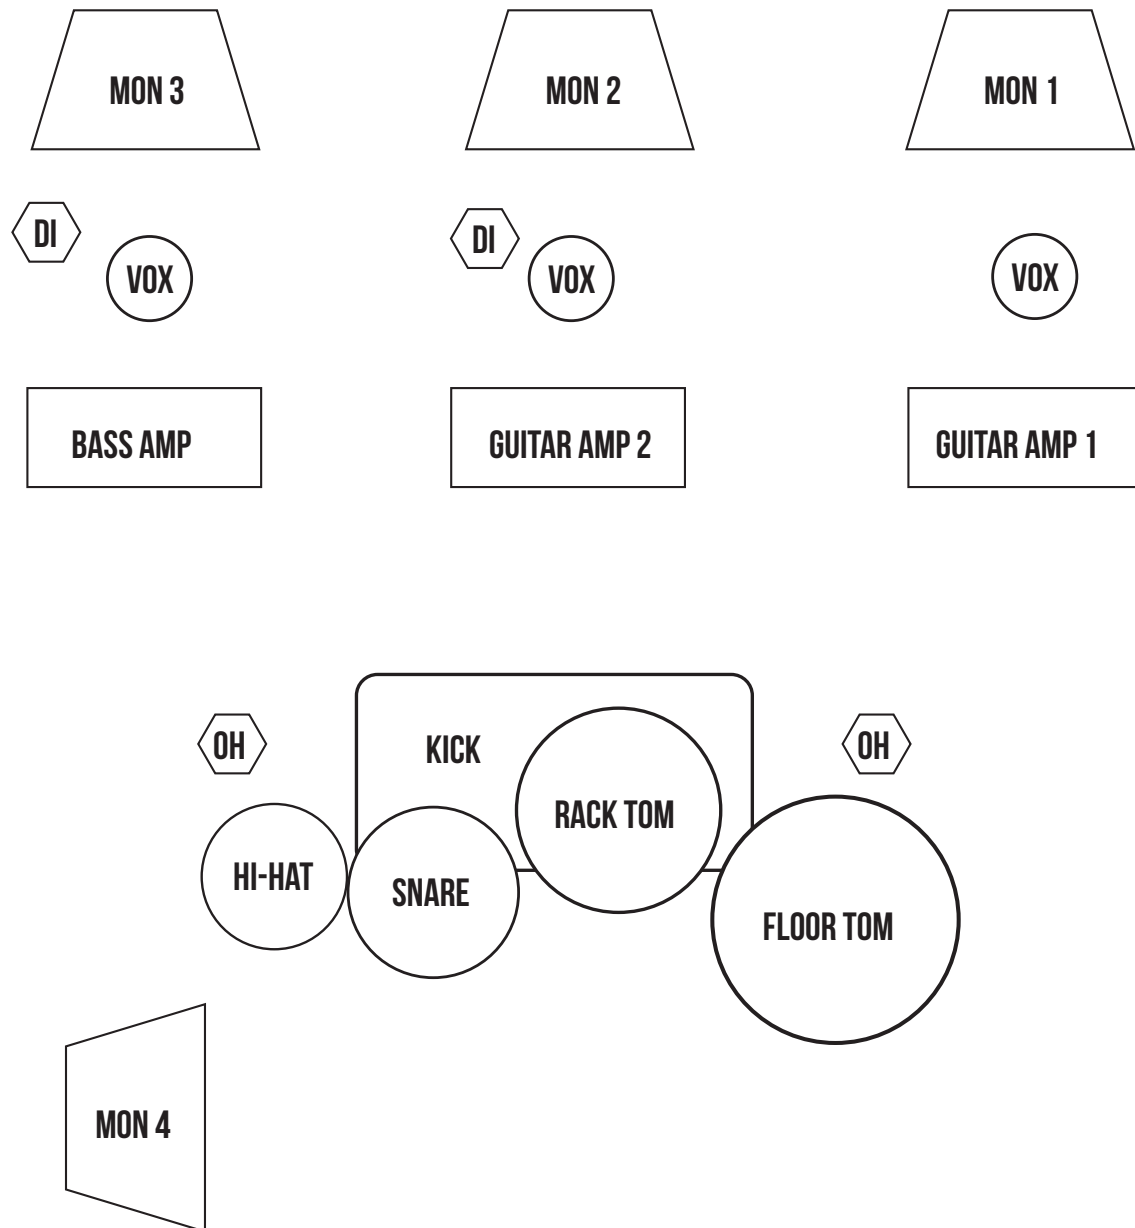 MON 3
MON 2
MON 1
DI
VOX
DI
VOX
VOX
BASS AMP
GUITAR AMP 2
GUITAR AMP 1
OH
KICK
OH
RACK TOM
HI-HAT
SNARE
FLOOR TOM
MON 4